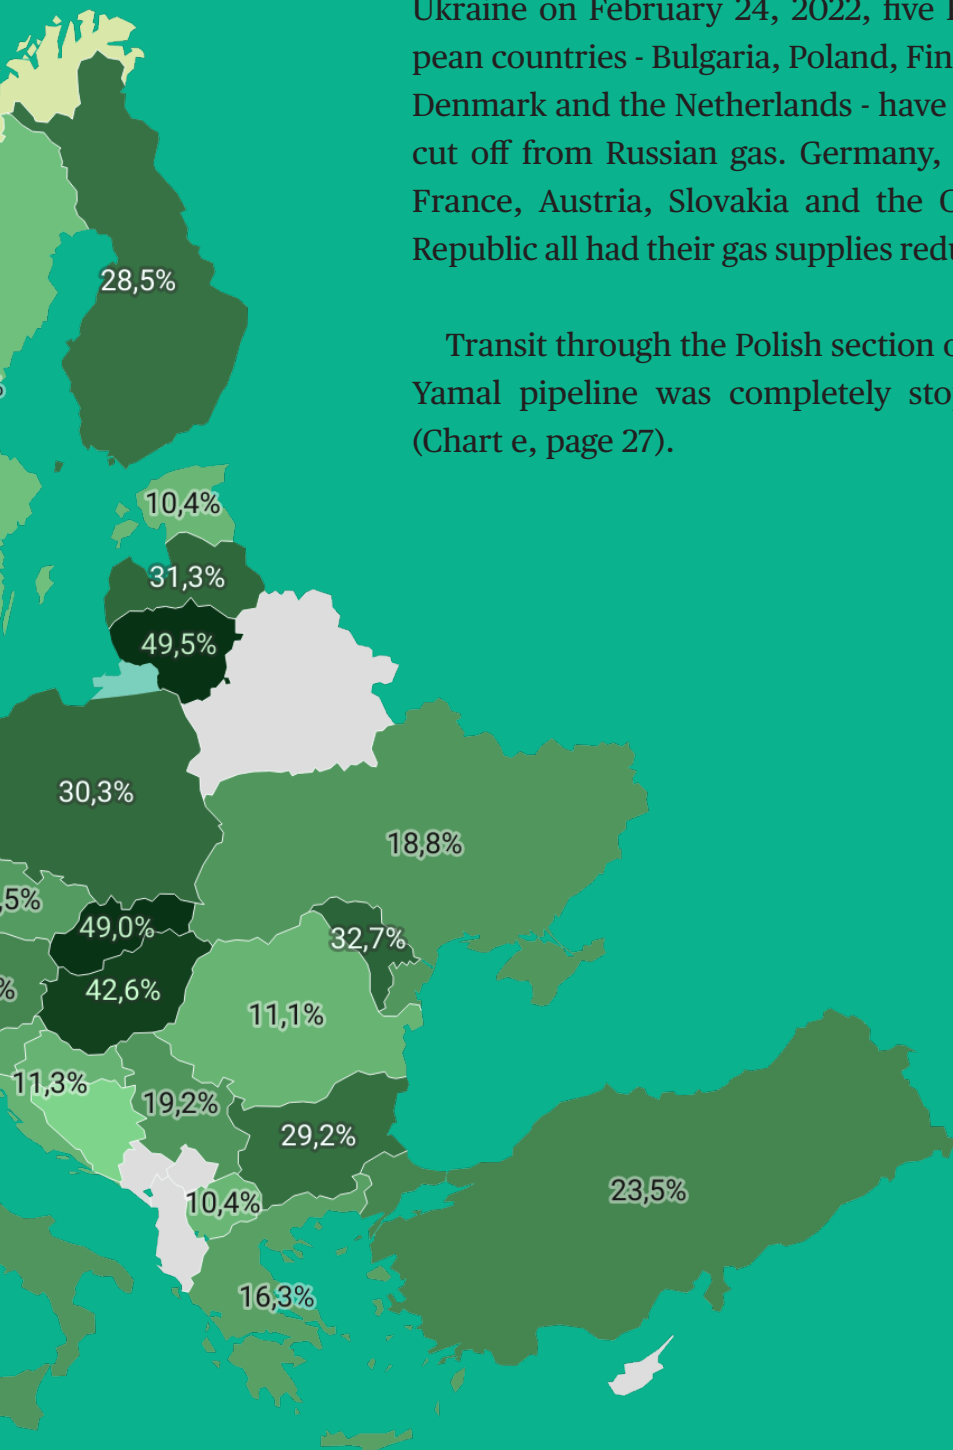 Ukraine on February 24, 2022, five
pean countries - Bulgaria, Poland,
Denmark and the Netherlands - have
cut off from Russian gas. Germany,
France, Austria, Slovakia and the
Republic all had their gas supplies
Transit through the Polish section
Yamal pipeline was completely
(Chart e, page 27).
28,5%
10,4%
31,3%
49,5%
30,3%
18,8%
,5%
49,0%
32,7%
%
42,6%
11,1%
11,3%
19,2%
29,2%
23,5%
10,4%
16,3%